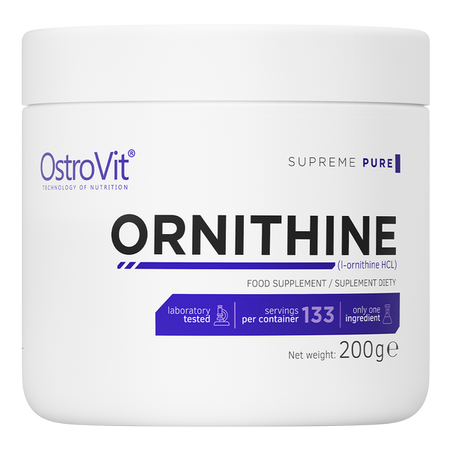 OstroVit®
TECHNOLOGY OF NUTRITION
SUPREME PURE
ORNITHINE
(l-ornithine HCL)
FOOD SUPPLEMENT / SUPLEMENT DIETY
laboratory tested
servings per container 133
only one ingredient
Net weight: 200g℮